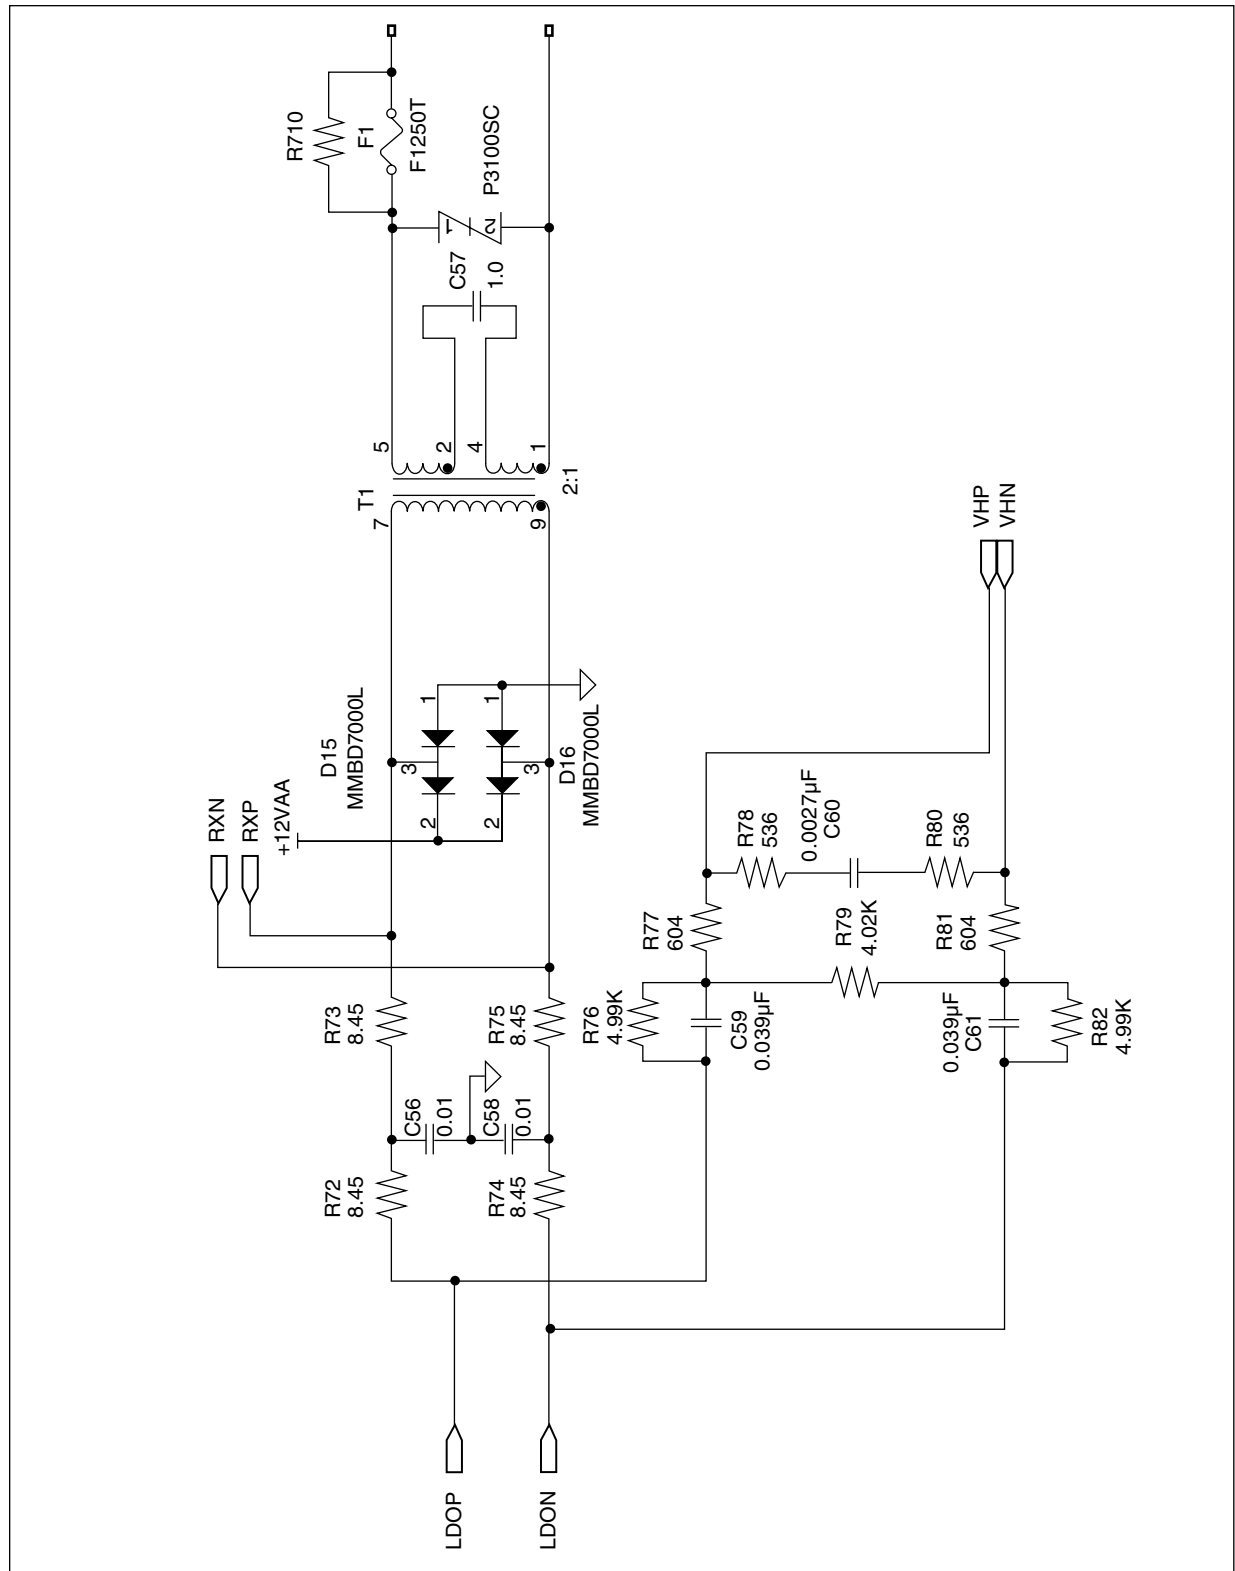 LDOP
LDON
R72
8.45
R74
8.45
C56
0.01
C58
0.01
R73
8.45
R75
8.45
RXN
RXP
+12VAA
D15
MMBD7000L
2
3
1
2
3
1
D16
MMBD7000L
T1
7
9
5
2
4
1
2:1
C57
1.0
P3100SC
1
2
R710
F1
F1250T
R76
4.99K
C59
0.039µF
R77
604
R78
536
0.0027µF
C60
R79
4.02K
R80
536
R81
604
0.039µF
C61
R82
4.99K
VHP
VHN